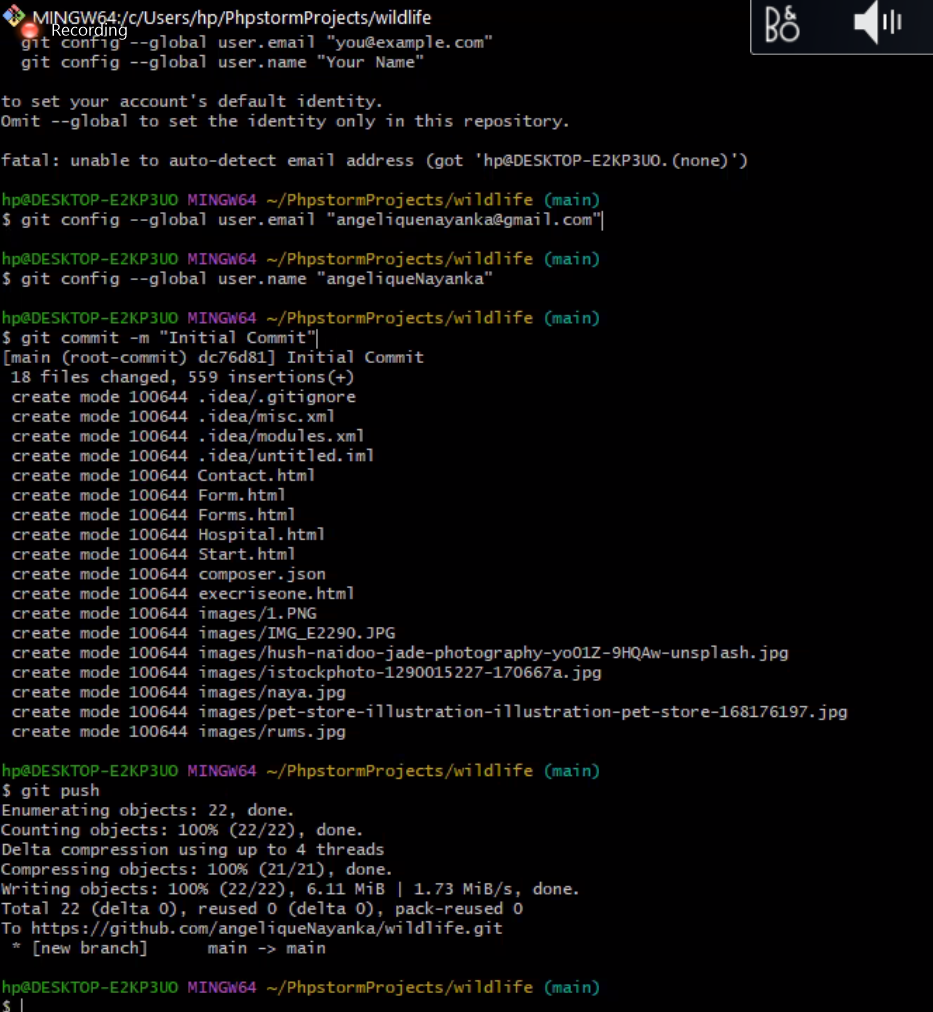 MINGW64:/c/Users/hp/PhpstormProjects/wildlife
Recording
B&O
git config --global user.email "you@example.com"
git config --global user.name "Your Name"
to set your account's default identity.
Omit --global to set the identity only in this repository.
fatal: unable to auto-detect email address (got 'hp@DESKTOP-E2KP3UO.(none)')
hp@DESKTOP-E2KP3UO MINGW64 ~/PhpstormProjects/wildlife (main)
$ git config --global user.email "angeliquenayanka@gmail.com"
hp@DESKTOP-E2KP3UO MINGW64 ~/PhpstormProjects/wildlife (main)
$ git config --global user.name "angeliqueNayanka"
hp@DESKTOP-E2KP3UO MINGW64 ~/PhpstormProjects/wildlife (main)
$ git commit -m "Initial Commit"
[main (root-commit) dc76d81] Initial Commit
18 files changed, 559 insertions(+)
create mode 100644 .idea/.gitignore
create mode 100644 .idea/misc.xml
create mode 100644 .idea/modules.xml
create mode 100644 .idea/untitled.iml
create mode 100644 Contact.html
create mode 100644 Form.html
create mode 100644 Forms.html
create mode 100644 Hospital.html
create mode 100644 Start.html
create mode 100644 composer.json
create mode 100644 execriseone.html
create mode 100644 images/1.PNG
create mode 100644 images/IMG_E2290.JPG
create mode 100644 images/hush-naidoo-jade-photography-yo01Z-9HQAw-unsplash.jpg
create mode 100644 images/istockphoto-1290015227-170667a.jpg
create mode 100644 images/naya.jpg
create mode 100644 images/pet-store-illustration-illustration-pet-store-168176197.jpg
create mode 100644 images/rums.jpg
hp@DESKTOP-E2KP3UO MINGW64 ~/PhpstormProjects/wildlife (main)
$ git push
Enumerating objects: 22, done.
Counting objects: 100% (22/22), done.
Delta compression using up to 4 threads
Compressing objects: 100% (21/21), done.
Writing objects: 100% (22/22), 6.11 MiB | 1.73 MiB/s, done.
Total 22 (delta 0), reused 0 (delta 0), pack-reused 0
To https://github.com/angeliqueNayanka/wildlife.git
* [new branch]      main -> main
hp@DESKTOP-E2KP3UO MINGW64 ~/PhpstormProjects/wildlife (main)
$